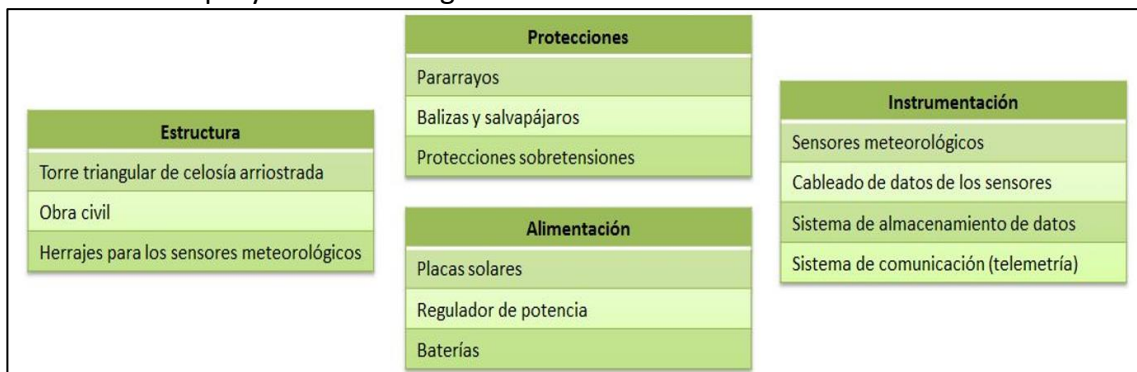 Estructura
Torre triangular de celosía arriostrada
Obra civil
Herrajes para los sensores meteorológicos
Protecciones
Pararrayos
Balizas y salvapájaros
Protecciones sobretensiones
Alimentación
Placas solares
Regulador de potencia
Baterías
Instrumentación
Sensores meteorológicos
Cableado de datos de los sensores
Sistema de almacenamiento de datos
Sistema de comunicación (telemetría)